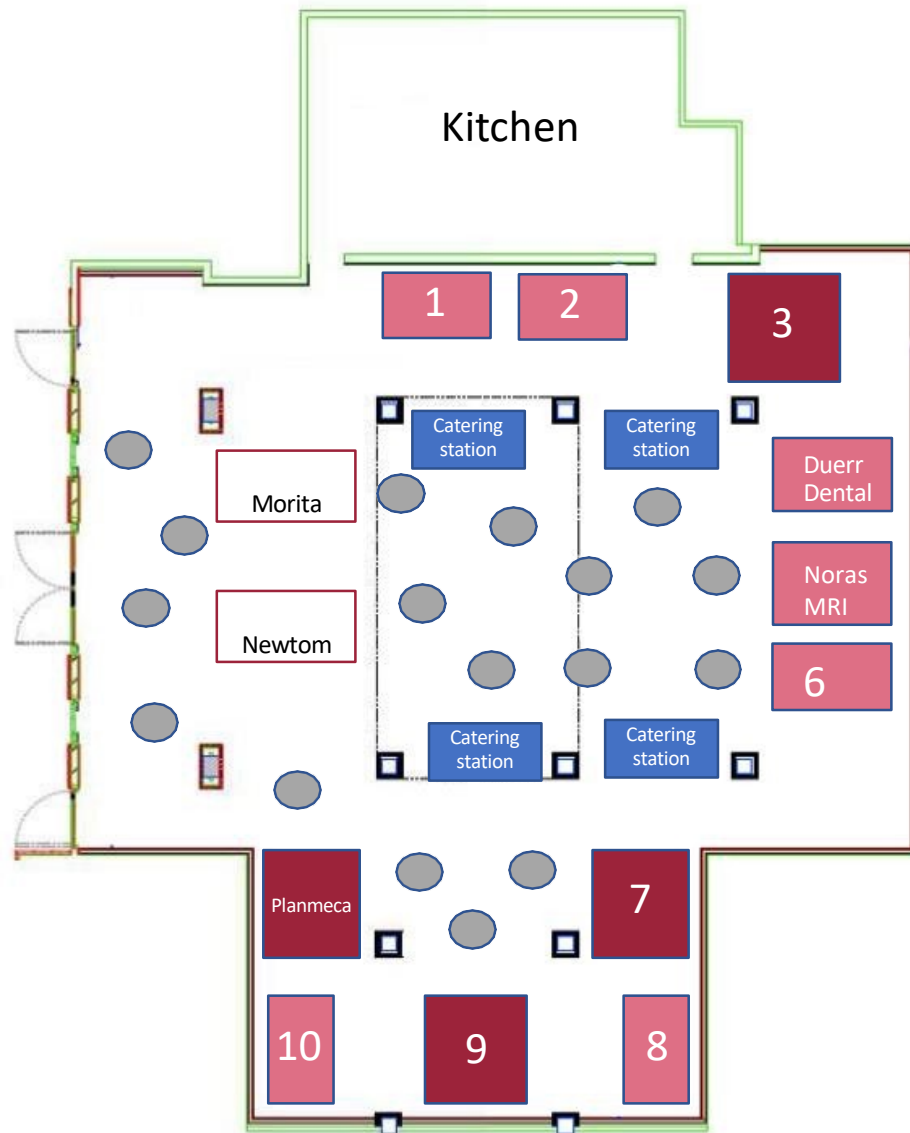 Kitchen
1
2
3
Catering
station
Catering
station
Duerr
Dental
Morita
Noras
MRI
Newtom
6
Catering
station
Catering
station
Planmeca
7
10
9
8